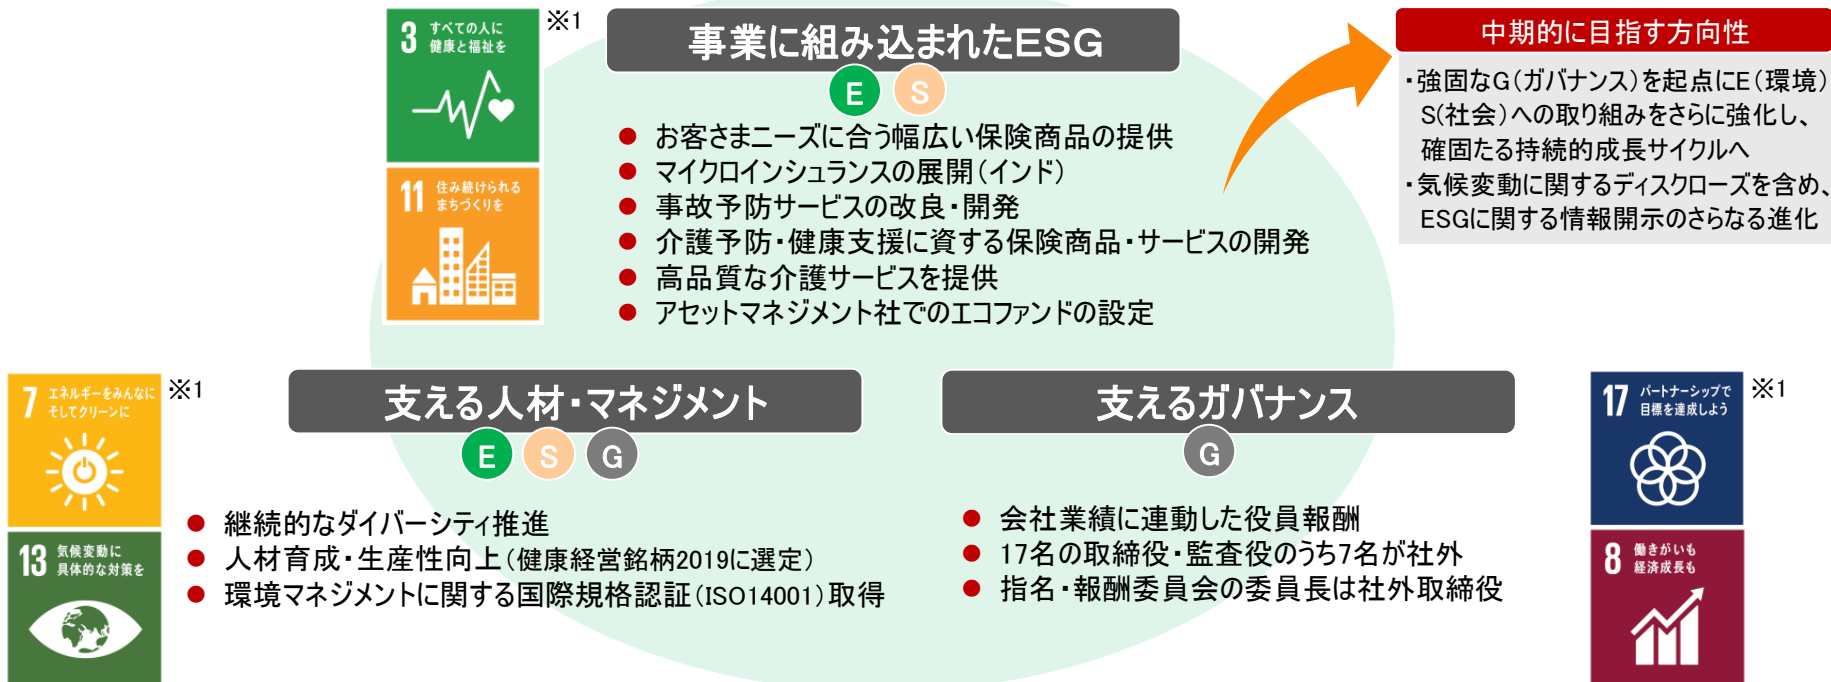 3 すべての人に
健康と福祉を
※1
11 住み続けられる
まちづくりを
事業に組み込まれたESG
E S
● お客さまニーズに合う幅広い保険商品の提供
● マイクロインシュランスの展開(インド)
● 事故予防サービスの改良・開発
● 介護予防・健康支援に資する保険商品・サービスの開発
● 高品質な介護サービスを提供
● アセットマネジメント社でのエコファンドの設定
中期的に目指す方向性
・強固なG(ガバナンス)を起点にE(環境)
S(社会)への取り組みをさらに強化し、
確固たる持続的成長サイクルへ
・気候変動に関するディスクローズを含め、
ESGに関する情報開示のさらなる進化
7 エネルギーをみんなに
そしてクリーンに
※1
13 気候変動に
具体的な対策を
支える人材・マネジメント
E S G
● 継続的なダイバーシティ推進
● 人材育成・生産性向上(健康経営銘柄2019に選定)
● 環境マネジメントに関する国際規格認証(ISO14001)取得
支えるガバナンス
G
● 会社業績に連動した役員報酬
● 17名の取締役・監査役のうち7名が社外
● 指名・報酬委員会の委員長は社外取締役
17 パートナーシップで
目標を達成しよう
※1
8 働きがいも
経済成長も